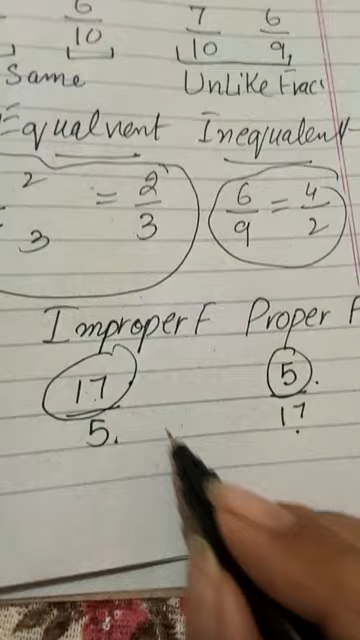 6 7 6
10 10 9
Same UnLike Frac
Equalvent Inequalent
2 = 2 6 = 4
3 3 9 2
Improper F Proper F
17 5.
5. 17